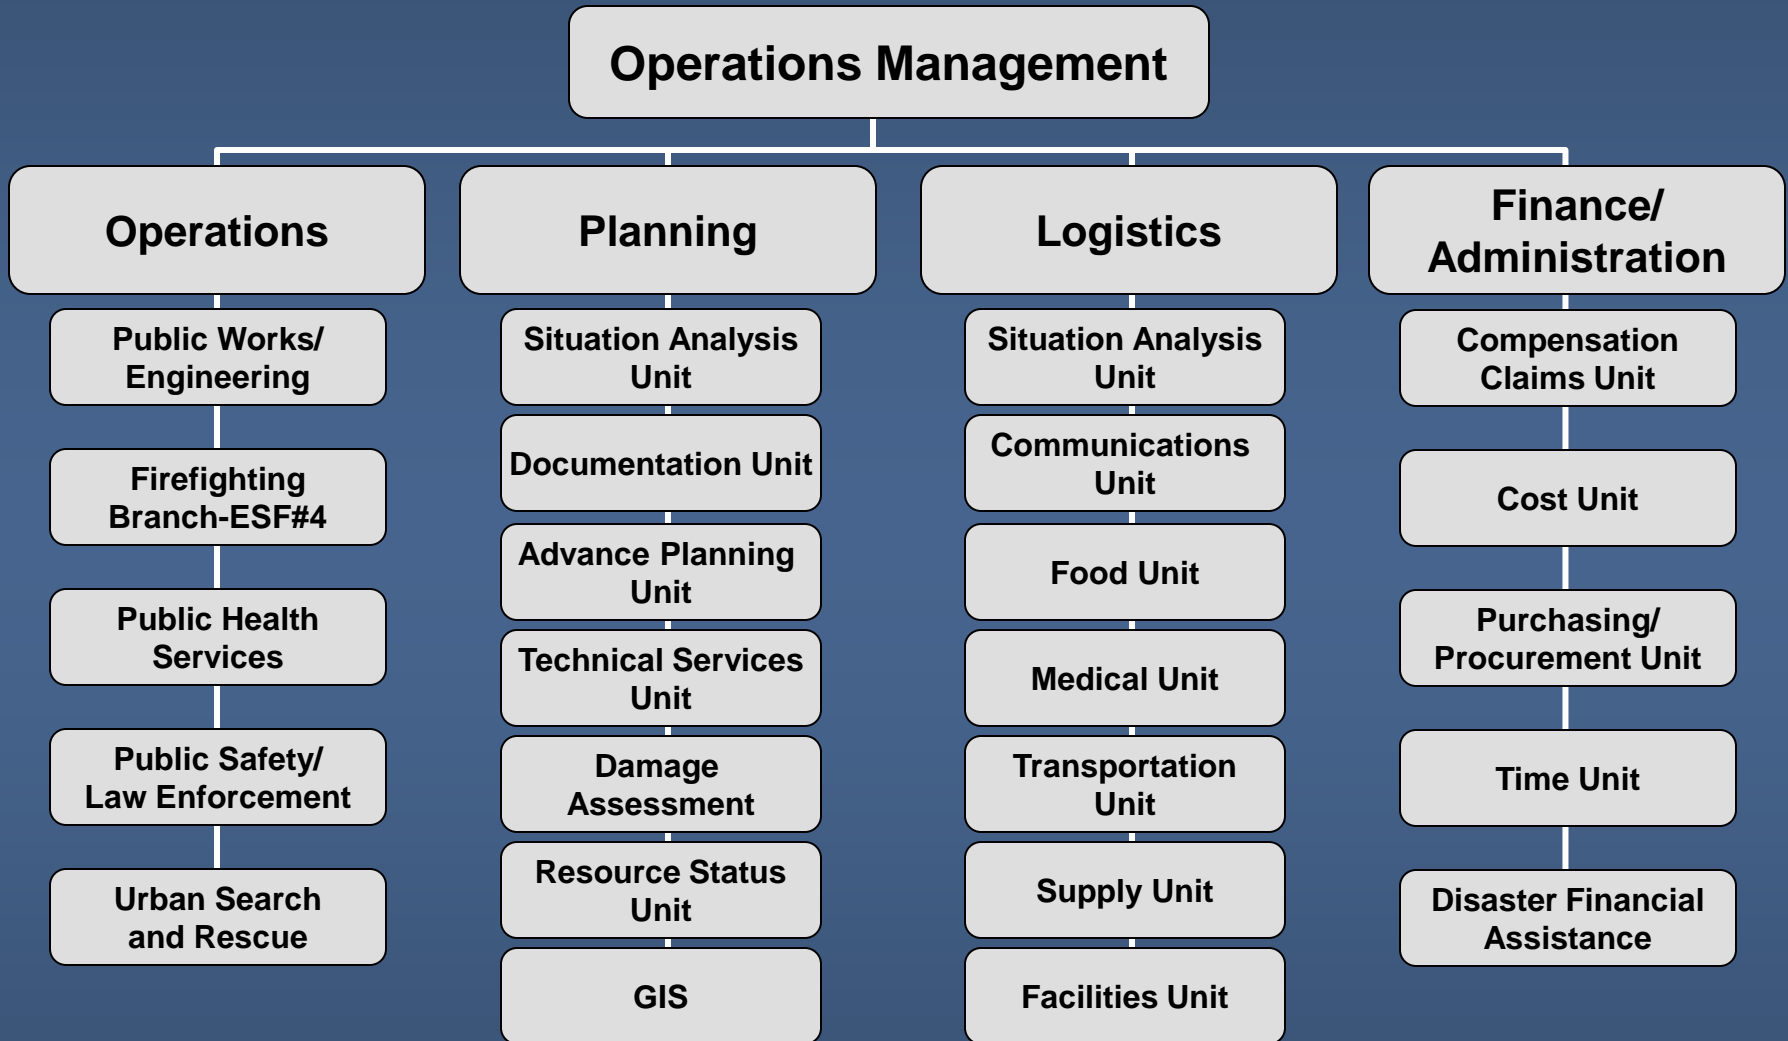 Operations Management
Operations
Public Works/
Engineering
Firefighting
Branch-ESF#4
Public Health
Services
Public Safety/
Law Enforcement
Urban Search
and Rescue
Planning
Situation Analysis
Unit
Documentation Unit
Advance Planning
Unit
Technical Services
Unit
Damage
Assessment
Resource Status
Unit
GIS
Logistics
Situation Analysis
Unit
Communications
Unit
Food Unit
Medical Unit
Transportation
Unit
Supply Unit
Facilities Unit
Finance/
Administration
Compensation
Claims Unit
Cost Unit
Purchasing/
Procurement Unit
Time Unit
Disaster Financial
Assistance